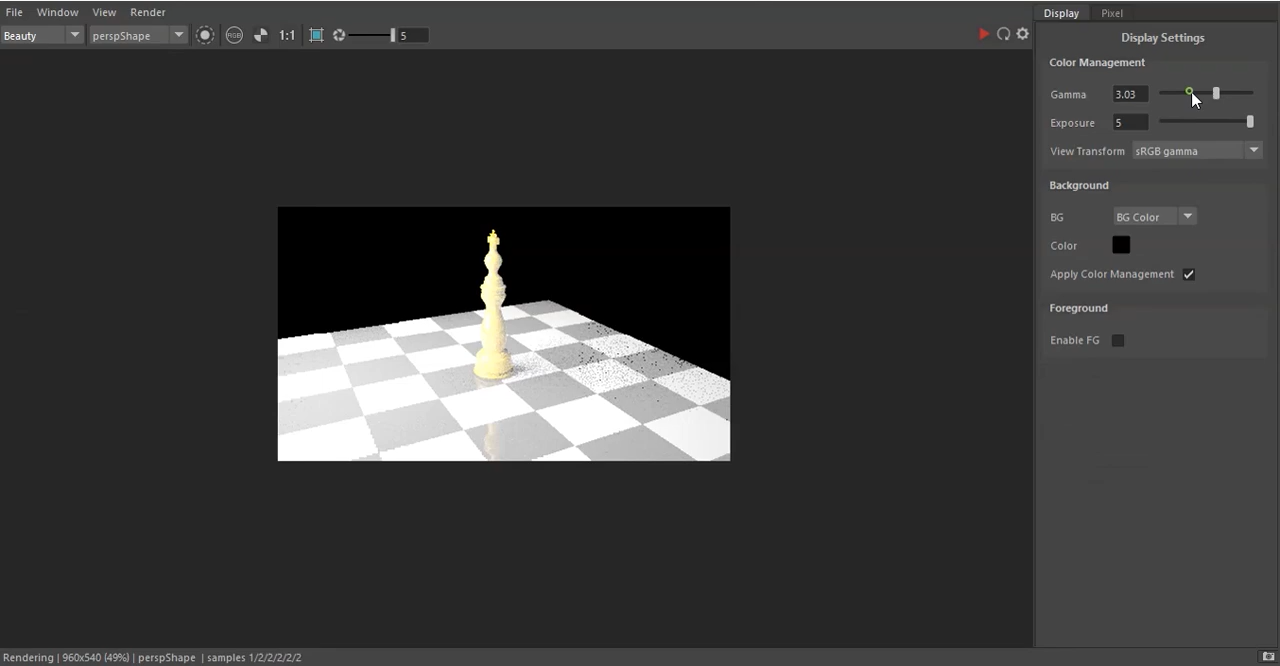 File Window View Render
Display Pixel
Beauty perspShape RGB 1:1 5
Display Settings
Color Management
Gamma 3.03
Exposure 5
View Transform sRGB gamma
Background
BG BG Color
Color
Apply Color Management
Foreground
Enable FG
Rendering | 960x540 (49%) | perspShape | samples 1/2/2/2/2/2